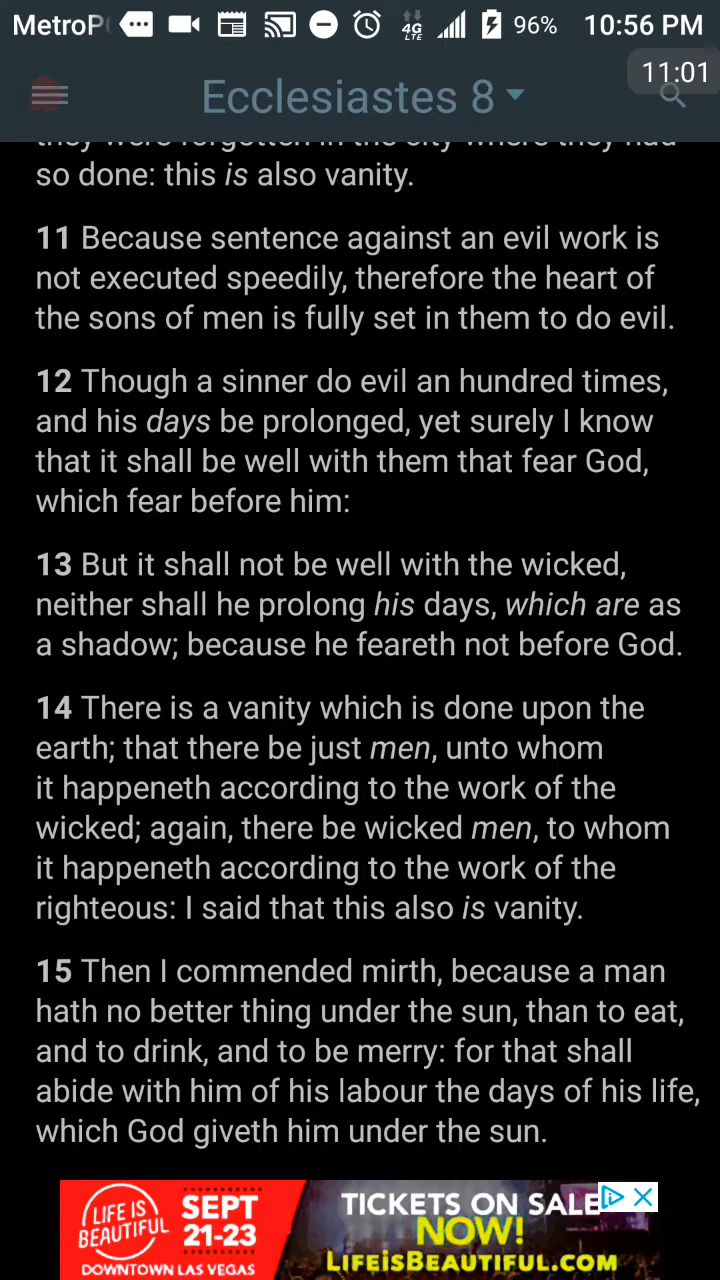 MetroP
4G
LTE
96%
10:56 PM
11:01
Ecclesiastes 8
they were forgotten in the city where they had
so done: this is also vanity.
11 Because sentence against an evil work is
not executed speedily, therefore the heart of
the sons of men is fully set in them to do evil.
12 Though a sinner do evil an hundred times,
and his days be prolonged, yet surely I know
that it shall be well with them that fear God,
which fear before him:
13 But it shall not be well with the wicked,
neither shall he prolong his days, which are as
a shadow; because he feareth not before God.
14 There is a vanity which is done upon the
earth; that there be just men, unto whom
it happeneth according to the work of the
wicked; again, there be wicked men, to whom
it happeneth according to the work of the
righteous: I said that this also is vanity.
15 Then I commended mirth, because a man
hath no better thing under the sun, than to eat,
and to drink, and to be merry: for that shall
abide with him of his labour the days of his life,
which God giveth him under the sun.
LIFE IS
BEAUTIFUL
SEPT
21-23
DOWNTOWN LAS VEGAS
TICKETS ON SALE
NOW!
LIFEISBEAUTIFUL.COM